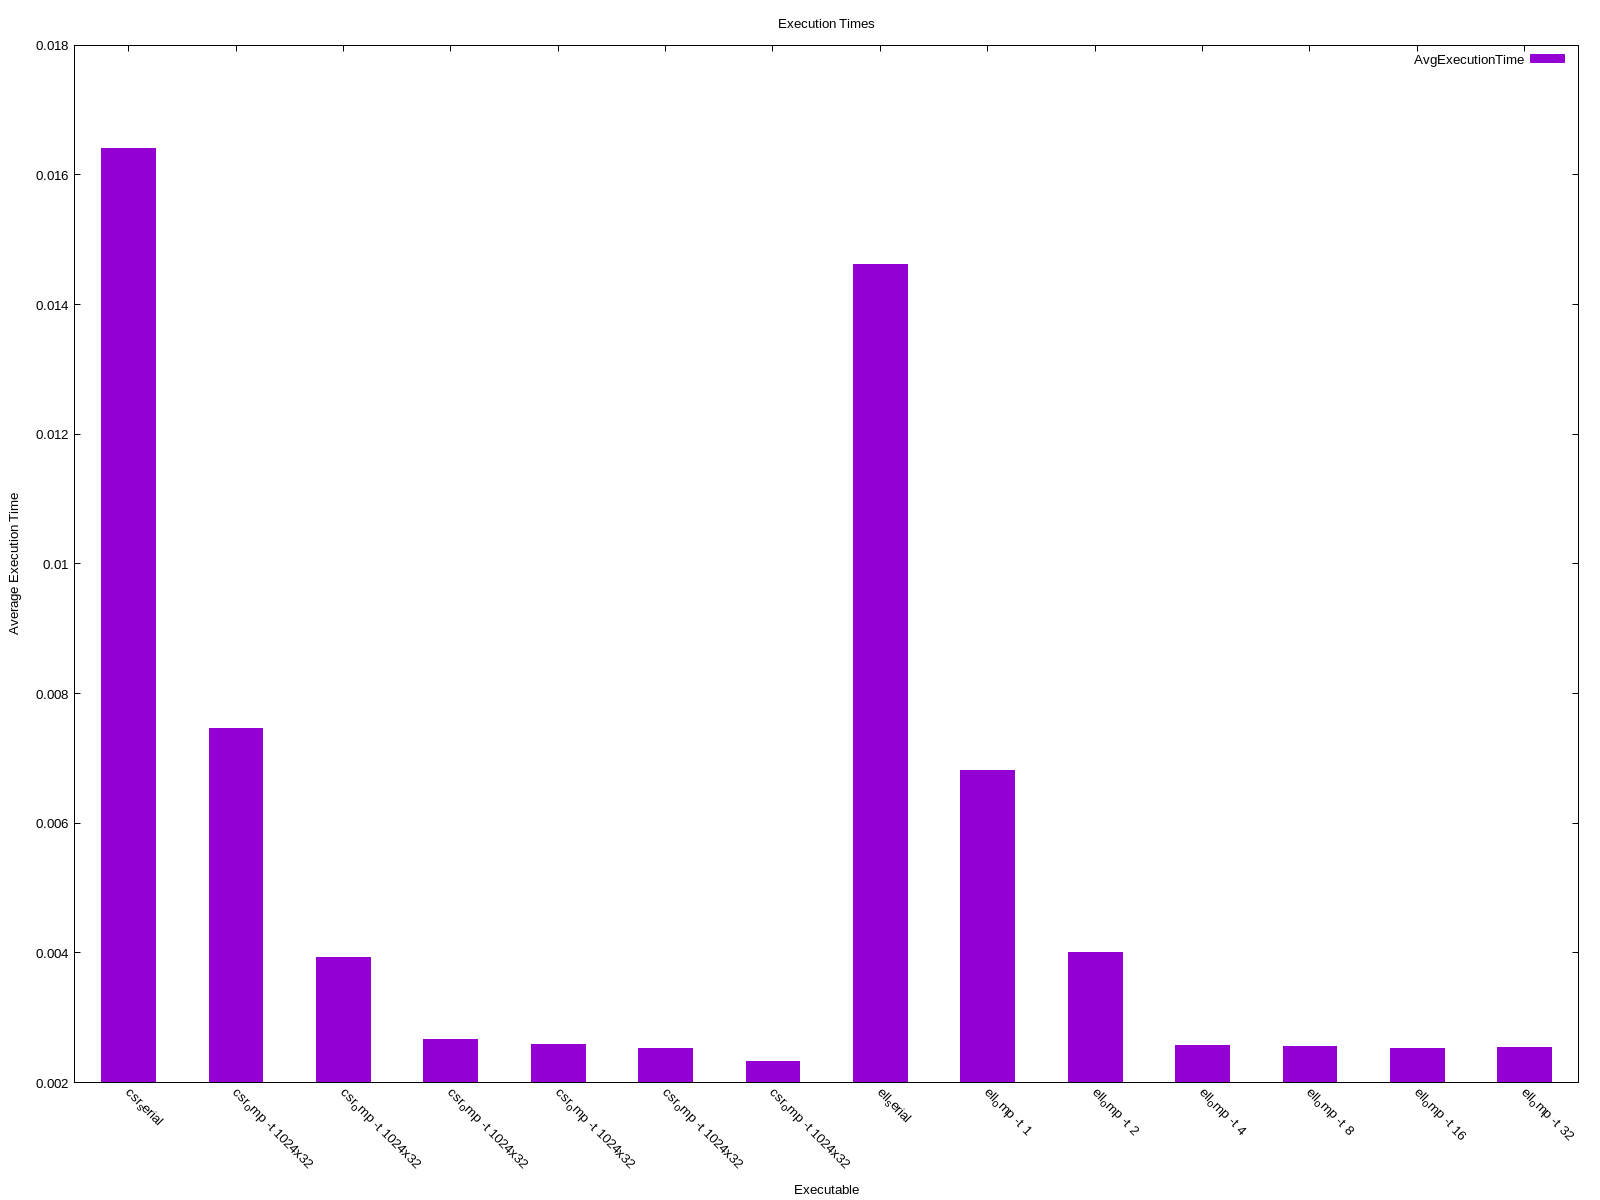 Execution Times
AvgExecutionTime
0.018
0.016
0.014
0.012
0.01
0.008
0.006
0.004
0.002
Average Execution Time
csrserial
csromp -t 1024x32
csromp -t 1024x32
csromp -t 1024x32
csromp -t 1024x32
csromp -t 1024x32
csromp -t 1024x32
ellserial
ellomp -t 1
ellomp -t 2
ellomp -t 4
ellomp -t 8
ellomp -t 16
ellomp -t 32
Executable